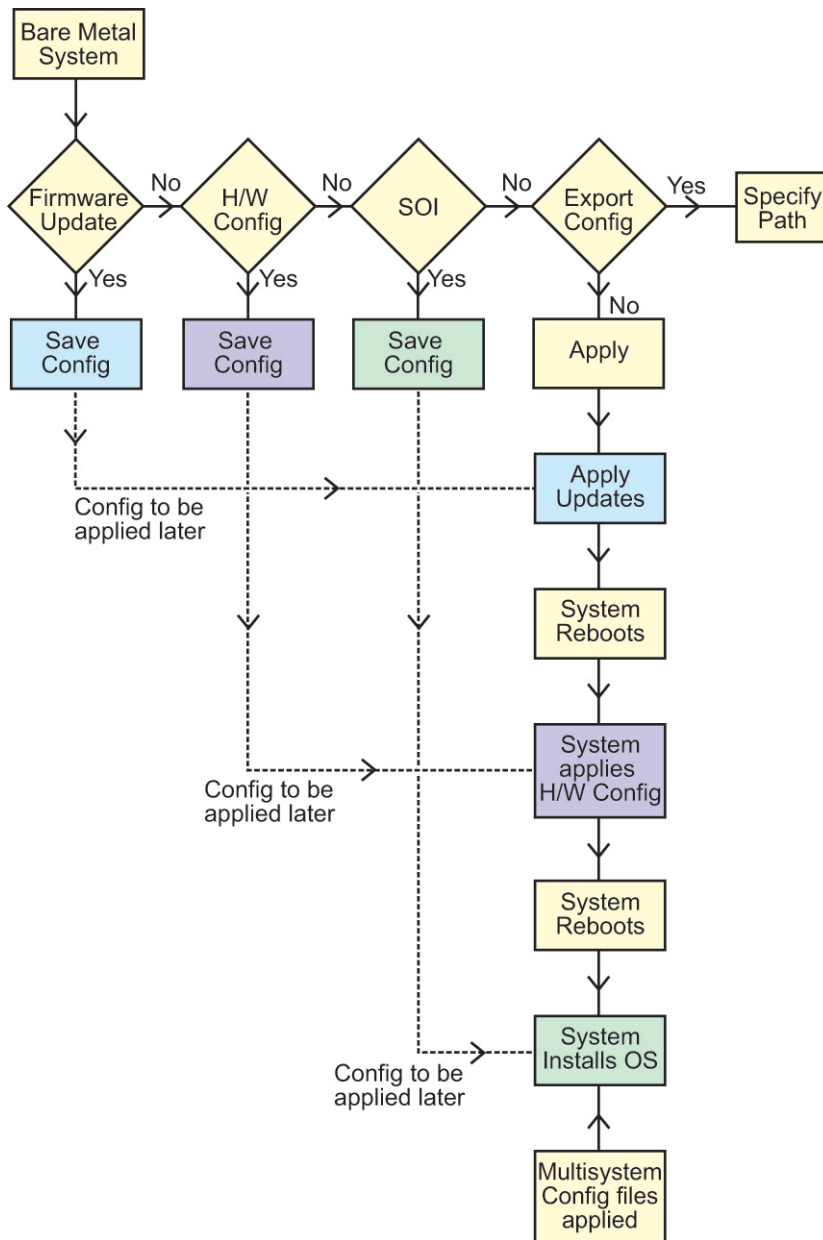 Bare Metal
System
Firmware
Update
No
H/W
Config
No
SOI
No
Export
Config
Yes
Specify
Path
Yes
Yes
Yes
No
Save
Config
Save
Config
Save
Config
Apply
Apply
Updates
Config to be
applied later
System
Reboots
System
applies
H/W Config
Config to be
applied later
System
Reboots
System
Installs OS
Config to be
applied later
Multisystem
Config files
applied